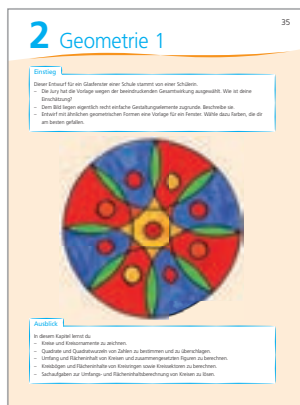 35
2 Geometrie 1
Einstieg
Dieser Entwurf für ein Glasfenster einer Schule stammt von einer Schülerin.
– Die Jury hat die Vorlage wegen der beeindruckenden Gesamtwirkung ausgewählt. Wie ist deine
Einschätzung?
– Dem Bild liegen eigentlich recht einfache Gestaltungselemente zugrunde. Beschreibe sie.
– Entwirf mit ähnlichen geometrischen Formen eine Vorlage für ein Fenster. Wähle dazu Farben, die dir
am besten gefallen.
Ausblick
In diesem Kapitel lernst du
– Kreise und Kreisornamente zu zeichnen.
– Quadrate und Quadratwurzeln von Zahlen zu bestimmen und zu überschlagen.
– Umfang und Flächeninhalt von Kreisen und zusammengesetzten Figuren zu berechnen.
– Kreisbögen und Flächeninhalte von Kreisringen sowie Kreissektoren zu berechnen.
– Sachaufgaben zur Umfangs- und Flächeninhaltsberechnung von Kreisen zu lösen.